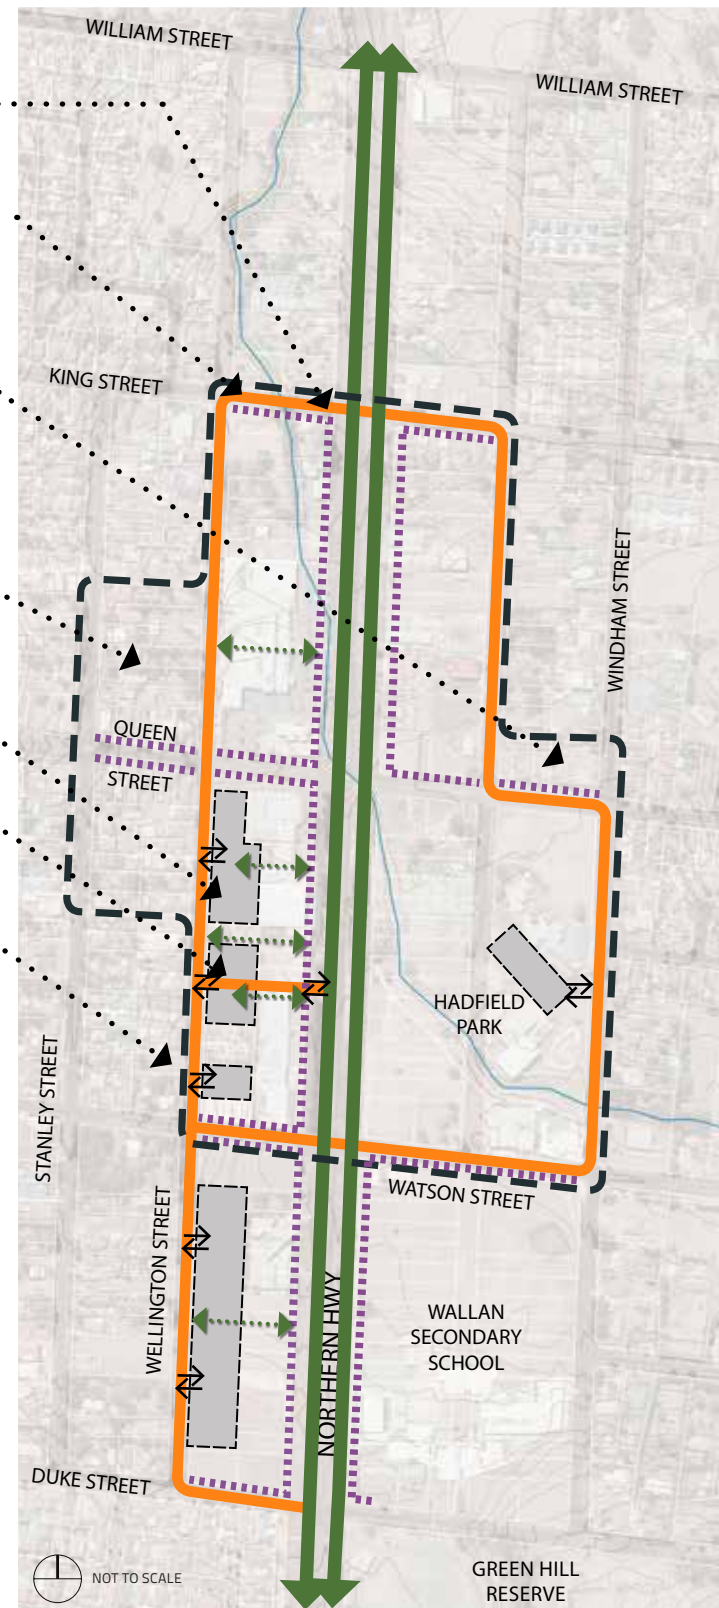 WILLIAM STREET
WILLIAM STREET
KING STREET
WINDHAM STREET
QUEEN
STREET
HADFIELD
PARK
STANLEY STREET
WATSON STREET
WELLINGTON STREET
NORTHERN HWY
WALLAN
SECONDARY
SCHOOL
DUKE STREET
NOT TO SCALE
GREEN HILL
RESERVE